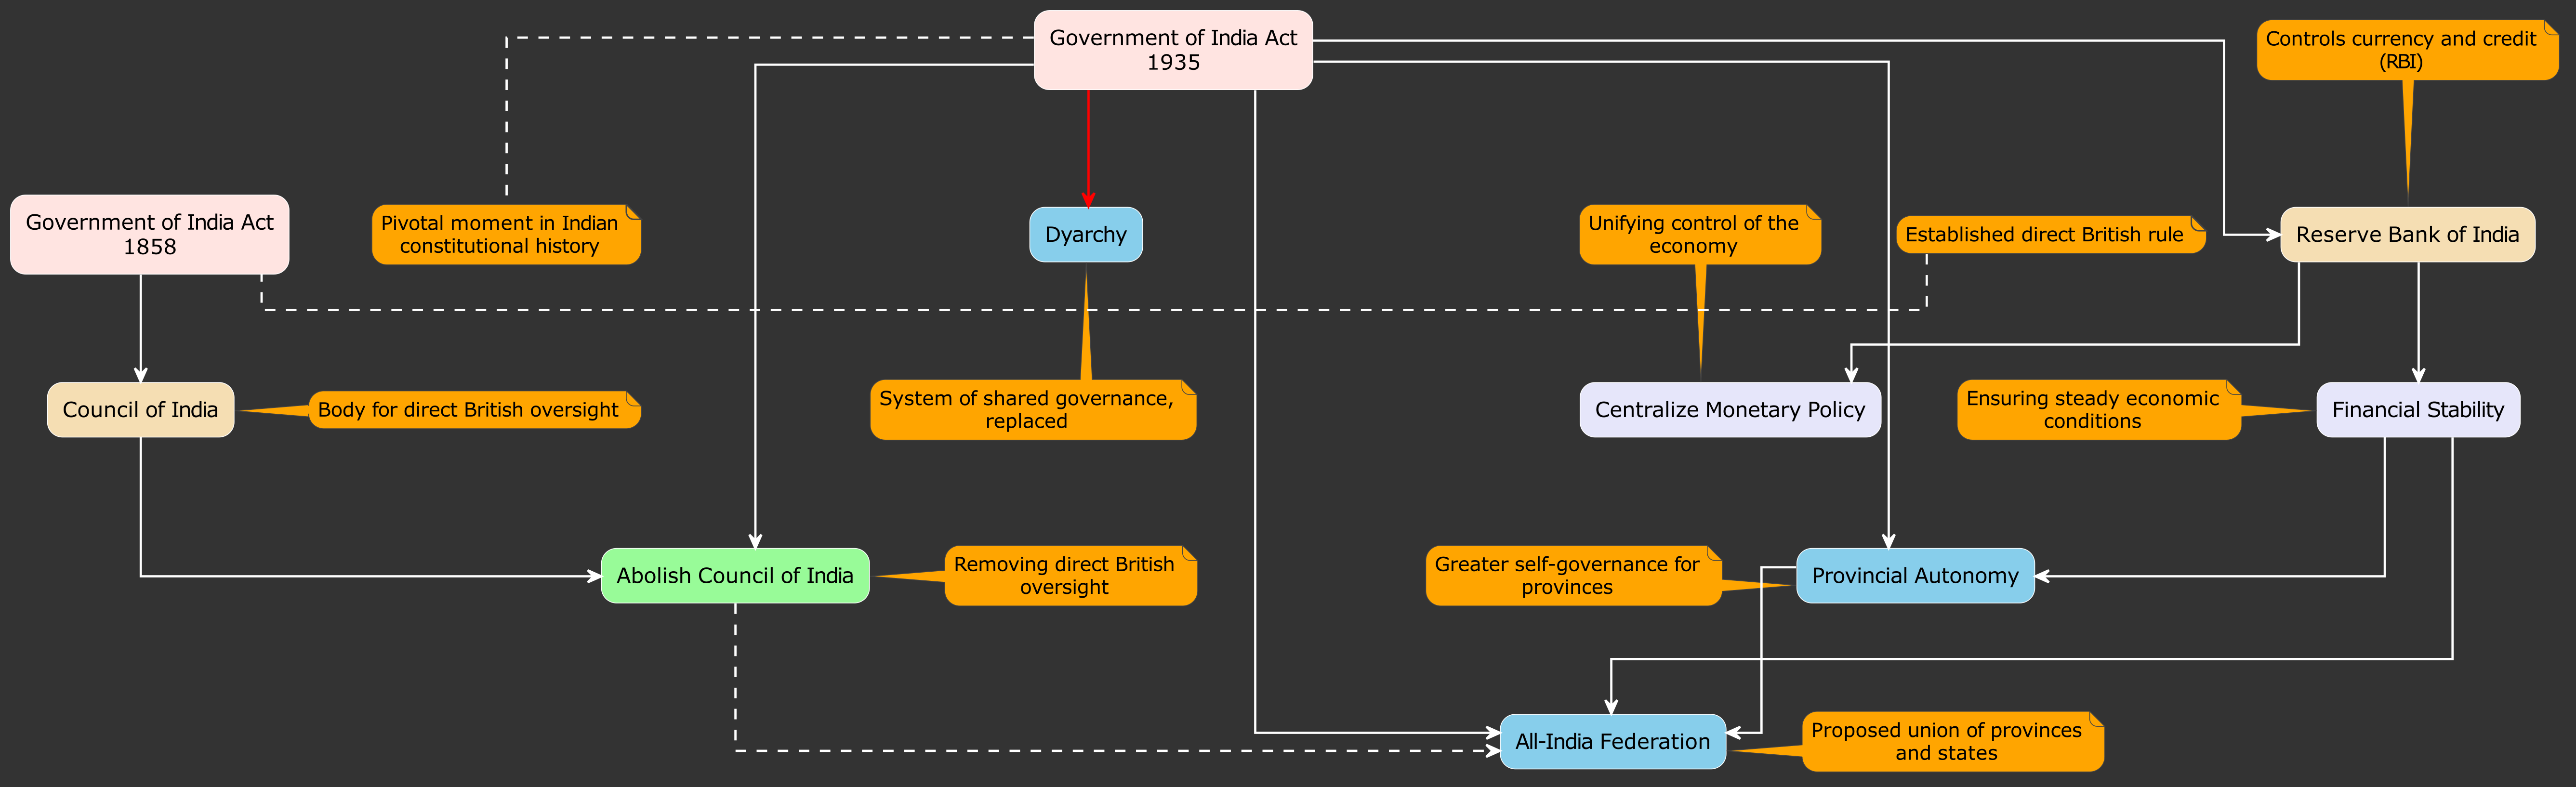 Government of India Act
1935
Controls currency and credit
(RBI)
Government of India Act
1858
Pivotal moment in Indian
constitutional history
Dyarchy
Unifying control of the
economy
Established direct British rule
Reserve Bank of India
Council of India
Body for direct British oversight
System of shared governance,
replaced
Centralize Monetary Policy
Ensuring steady economic
conditions
Financial Stability
Abolish Council of India
Removing direct British
oversight
Greater self-governance for
provinces
Provincial Autonomy
All-India Federation
Proposed union of provinces
and states